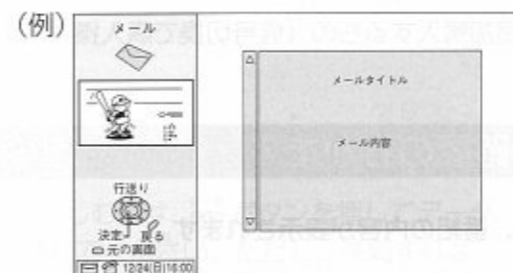 (例)
メール
メールタイトル
メール内容
行送り
決定
戻る
元の画面
12/24(日)16:00